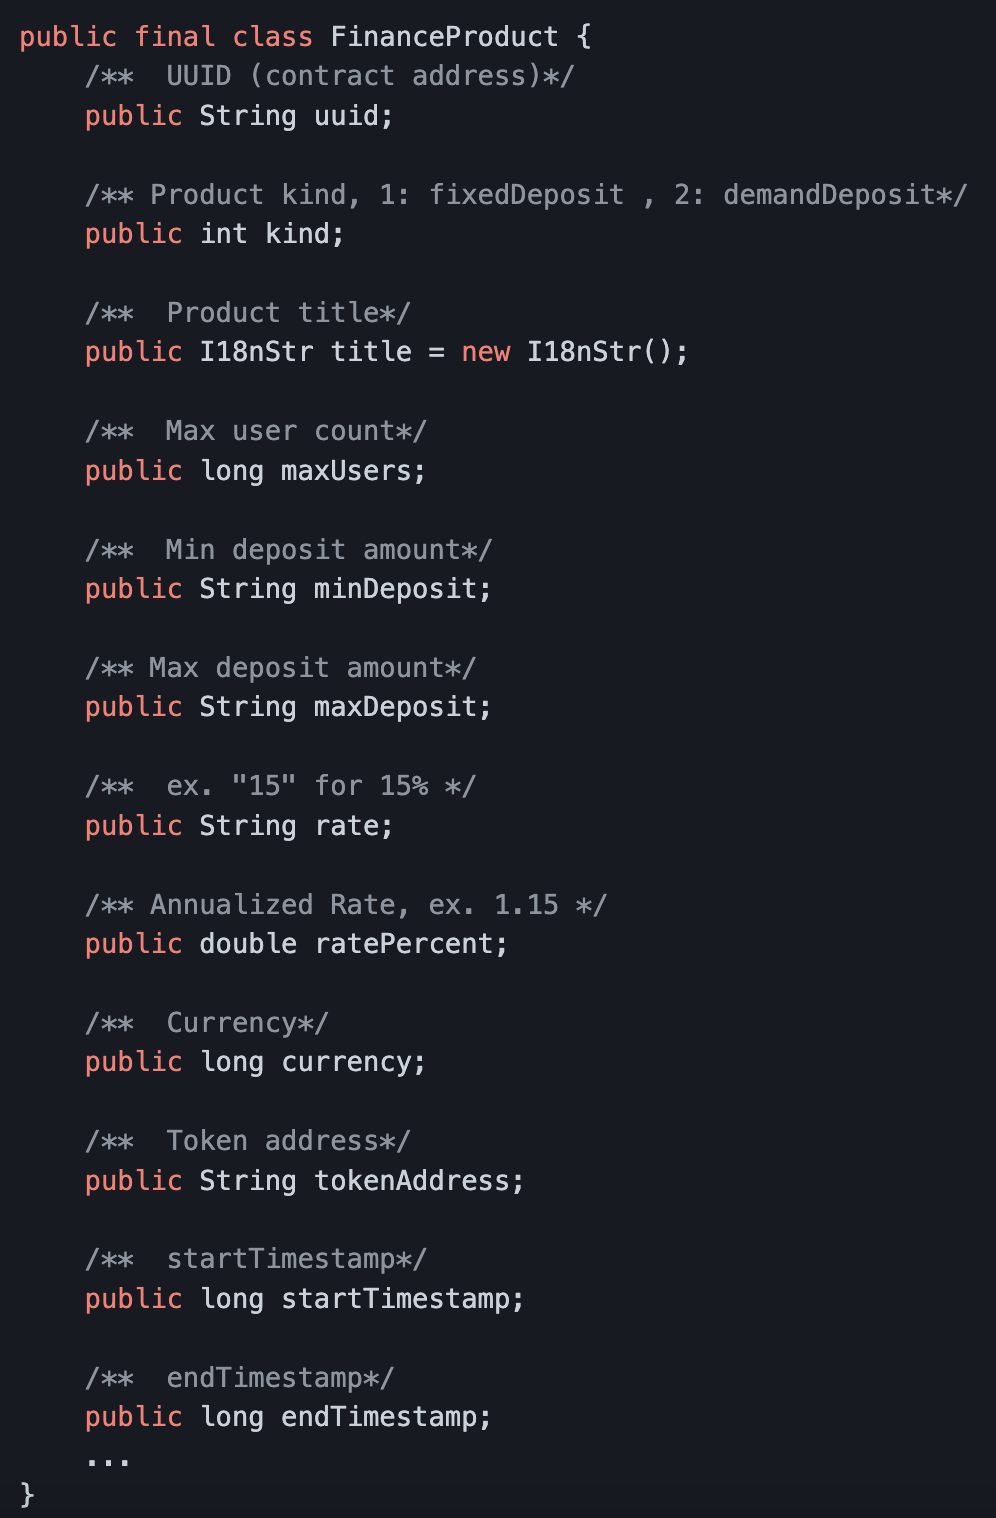 public final class FinanceProduct {
    /**  UUID (contract address)*/
    public String uuid;

    /** Product kind, 1: fixedDeposit , 2: demandDeposit*/
    public int kind;

    /**  Product title*/
    public I18nStr title = new I18nStr();

    /**  Max user count*/
    public long maxUsers;

    /**  Min deposit amount*/
    public String minDeposit;

    /** Max deposit amount*/
    public String maxDeposit;

    /**  ex. "15" for 15% */
    public String rate;

    /** Annualized Rate, ex. 1.15 */
    public double ratePercent;

    /**  Currency*/
    public long currency;

    /**  Token address*/
    public String tokenAddress;

    /**  startTimestamp*/
    public long startTimestamp;

    /**  endTimestamp*/
    public long endTimestamp;
    ...
}